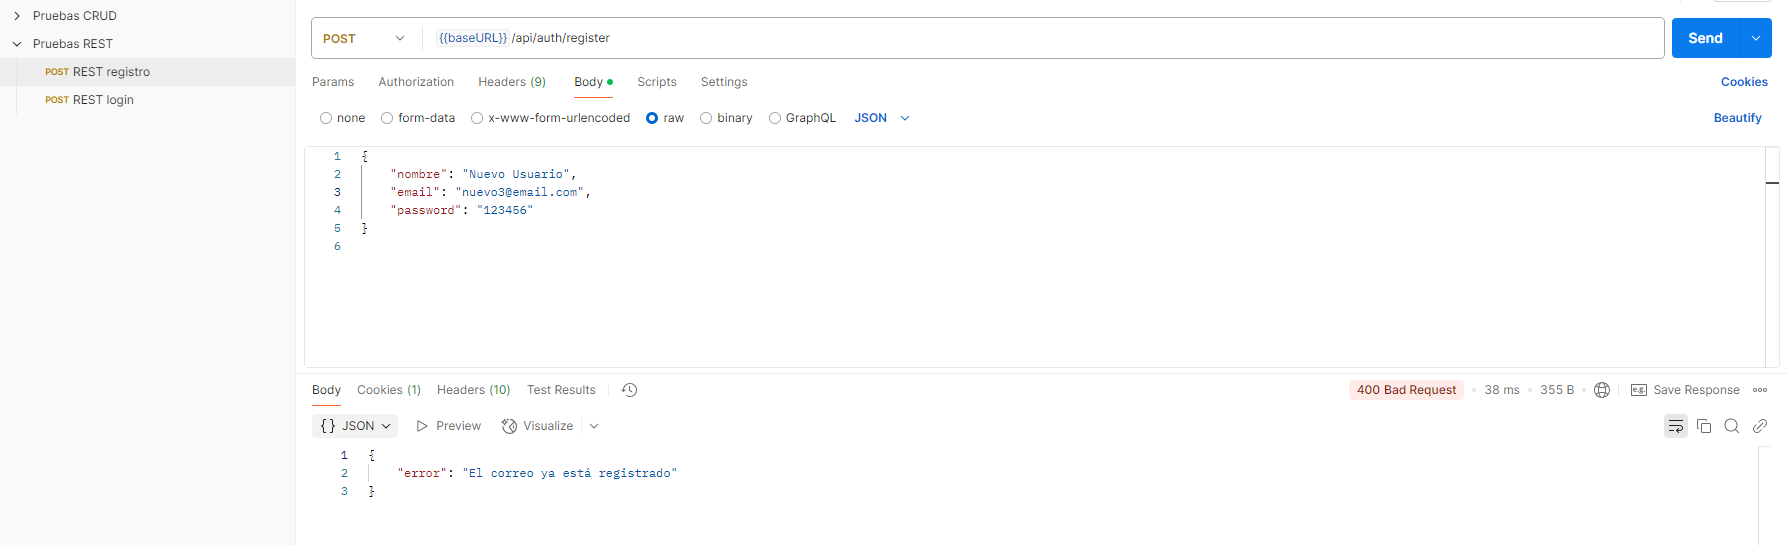 Pruebas CRUD
Pruebas REST
POST REST registro
POST REST login
POST {{baseURL}} /api/auth/register Send
Params Authorization Headers (9) Body Scripts Settings Cookies
none form-data x-www-form-urlencoded raw binary GraphQL JSON Beautify
1 {
2 "nombre": "Nuevo Usuario",
3 "email": "nuevo3@email.com",
4 "password": "123456"
5 }
6
Body Cookies (1) Headers (10) Test Results 400 Bad Request • 38 ms • 355 B • e.g. Save Response
{} JSON Preview Visualize
1 {
2 "error": "El correo ya está registrado"
3 }